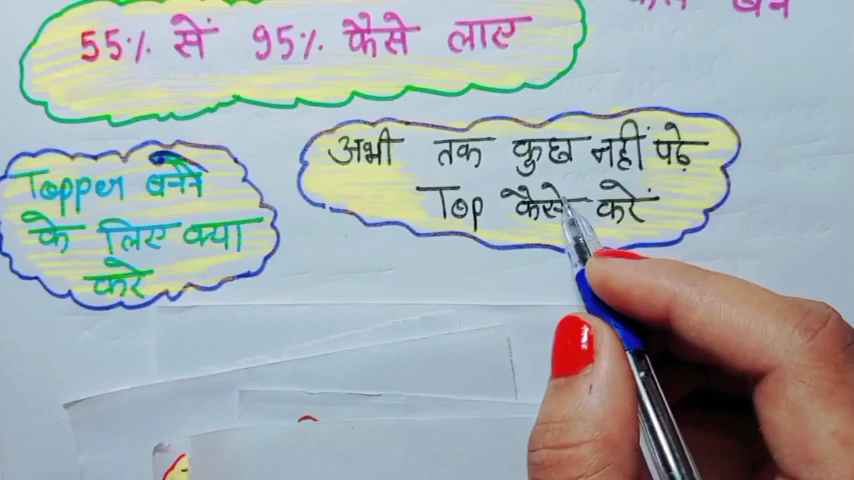 55% सें 95% कैसे लाए
अभी तक कुछ नहीं पढ़े
Top कैसे करें
Topper बनने
के लिए क्या
करे